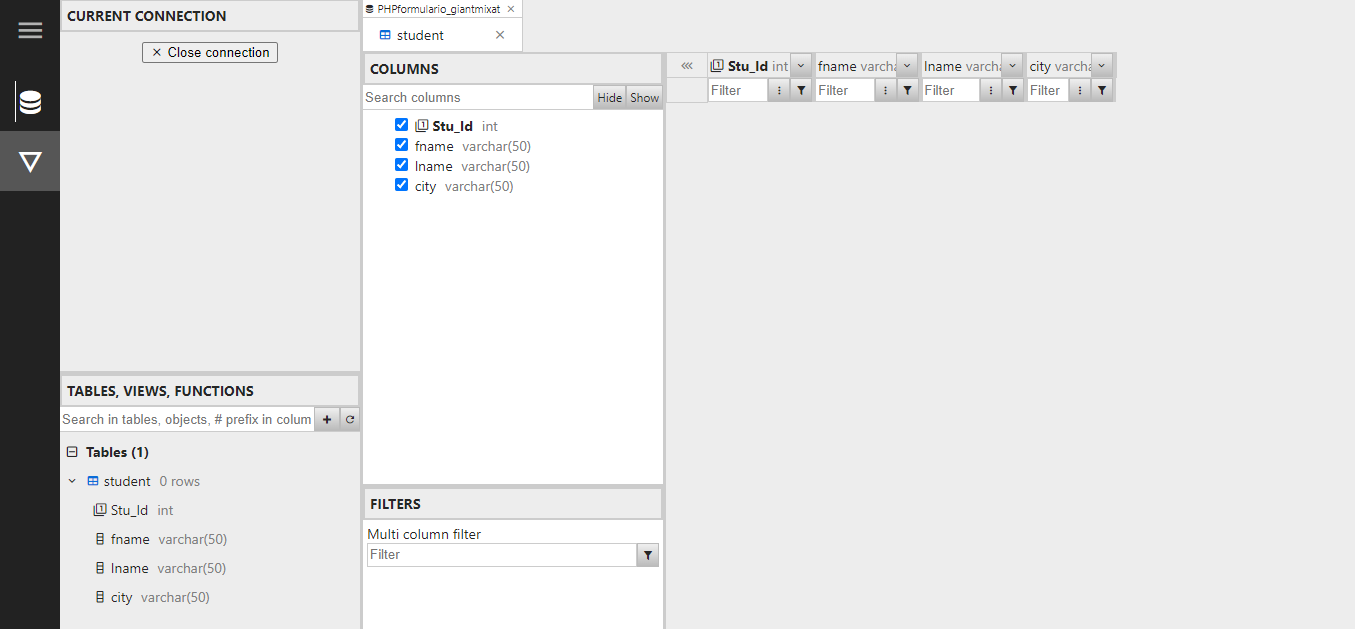 CURRENT CONNECTION
× Close connection
TABLES, VIEWS, FUNCTIONS
Search in tables, objects, # prefix in colum
Tables (1)
student 0 rows
Stu_Id int
fname varchar(50)
lname varchar(50)
city varchar(50)
PHPformulario_giantmixat ×
student ×
COLUMNS
Search columns Hide Show
Stu_Id int
fname varchar(50)
lname varchar(50)
city varchar(50)
FILTERS
Multi column filter
Filter
Stu_Id int fname varcha lname varcha city varcha
Filter Filter Filter Filter